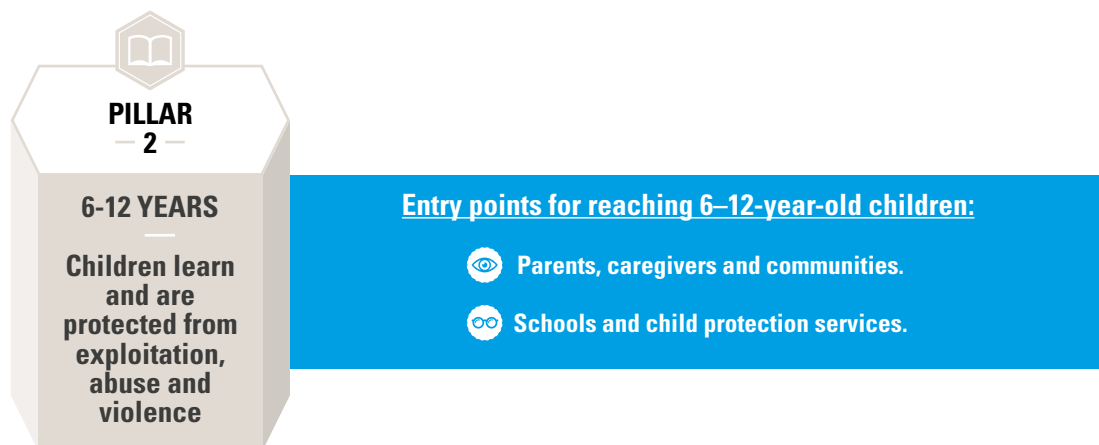 PILLAR
2
6-12 YEARS
Children learn
and are
protected from
exploitation,
abuse and
violence
Entry points for reaching 6–12-year-old children:
Parents, caregivers and communities.
Schools and child protection services.